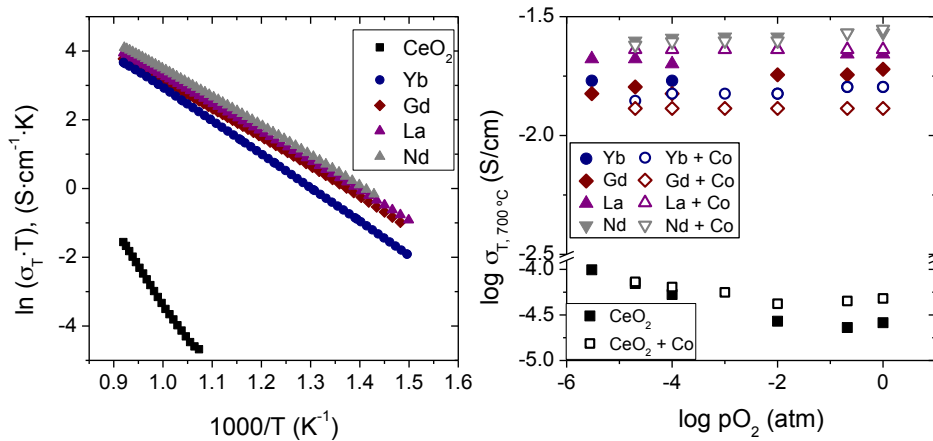 ln (σT·T), (S·cm⁻¹·K)
4
2
0
-2
-4
0.9 1.0 1.1 1.2 1.3 1.4 1.5 1.6
1000/T (K⁻¹)
CeO₂
Yb
Gd
La
Nd
log σT, 700 ºC (S/cm)
-1.5
-2.0
-2.5
-4.0
-4.5
-5.0
-6 -4 -2 0
log pO₂ (atm)
Yb Yb + Co
Gd Gd + Co
La La + Co
Nd Nd + Co
CeO₂
CeO₂ + Co